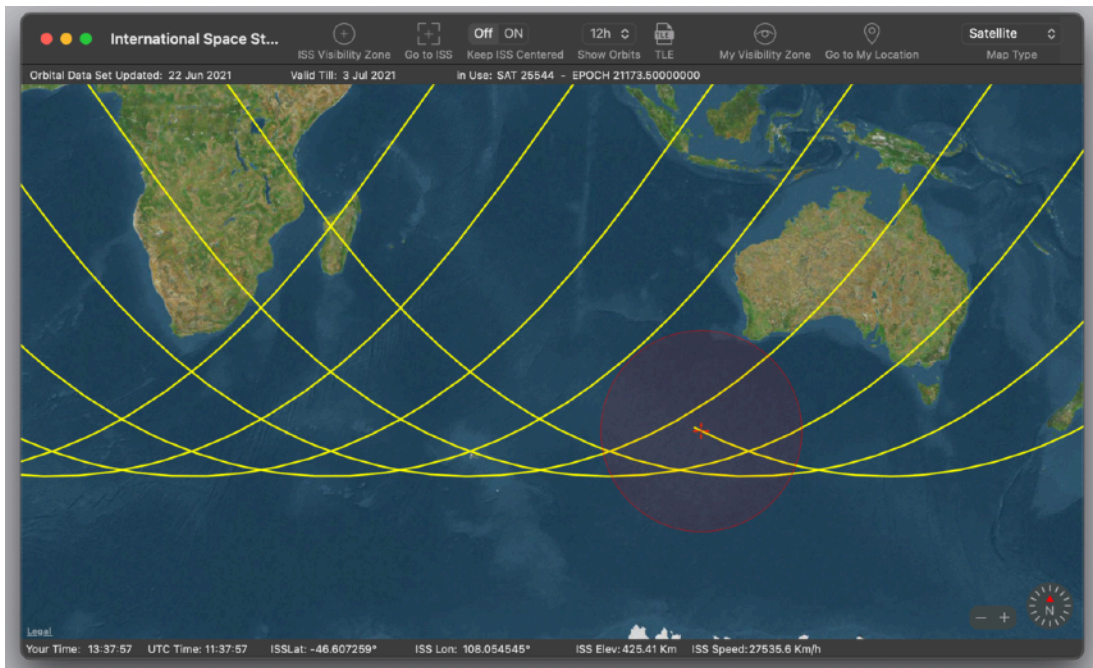 International Space St...
Off ON
12h
TLE
Satellite
ISS Visibility Zone Go to ISS Keep ISS Centered Show Orbits TLE My Visibility Zone Go to My Location Map Type
Orbital Data Set Updated: 22 Jun 2021 Valid Till: 3 Jul 2021 in Use: SAT 25544 - EPOCH 21173.50000000
N
Legal
Your Time: 13:37:57 UTC Time: 11:37:57 ISSLat: -46.607259° ISS Lon: 108.054545° ISS Elev: 425.41 Km ISS Speed: 27535.6 Km/h